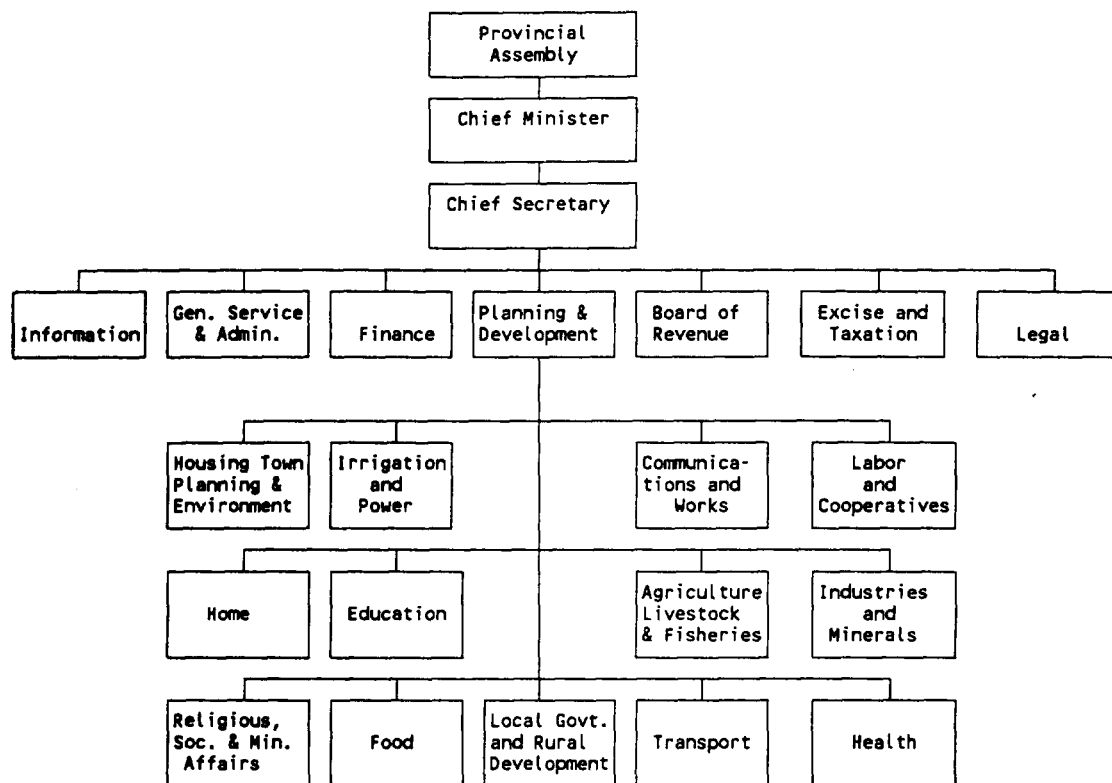 Provincial
Assembly
Chief Minister
Chief Secretary
Information
Gen. Service
& Admin.
Finance
Planning &
Development
Board of
Revenue
Excise and
Taxation
Legal
Housing Town
Planning &
Environment
Irrigation
and
Power
Communica-
tions and
Works
Labor
and
Cooperatives
Home
Education
Agriculture
Livestock
& Fisheries
Industries
and
Minerals
Religious,
Soc. & Min.
Affairs
Food
Local Govt.
and Rural
Development
Transport
Health